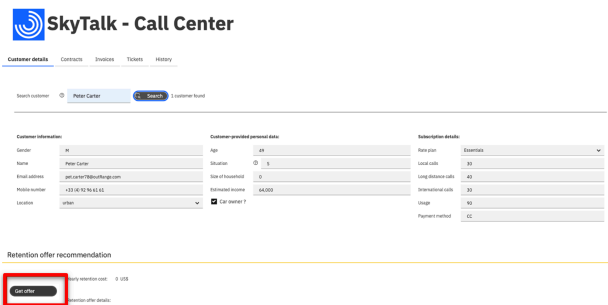 SkyTalk - Call Center
Customer details Contracts Invoices Tickets History
Search customer Peter Carter Search 1 customer found
Customer information: Customer-provided personal data: Subscription details:
Gender M Age 49 Rate plan Essentials
Name Peter Carter Situation S Local calls 30
Email address pet.carter78@outRange.com Size of household 0 Long distance calls 40
Mobile number +33 (0) 92 96 61 61 Estimated income 64,000 International calls 30
Location urban Car owner ? Usage 90
Payment method CC
Retention offer recommendation
retention cost: 0 US$
Get offer
Retention offer details: